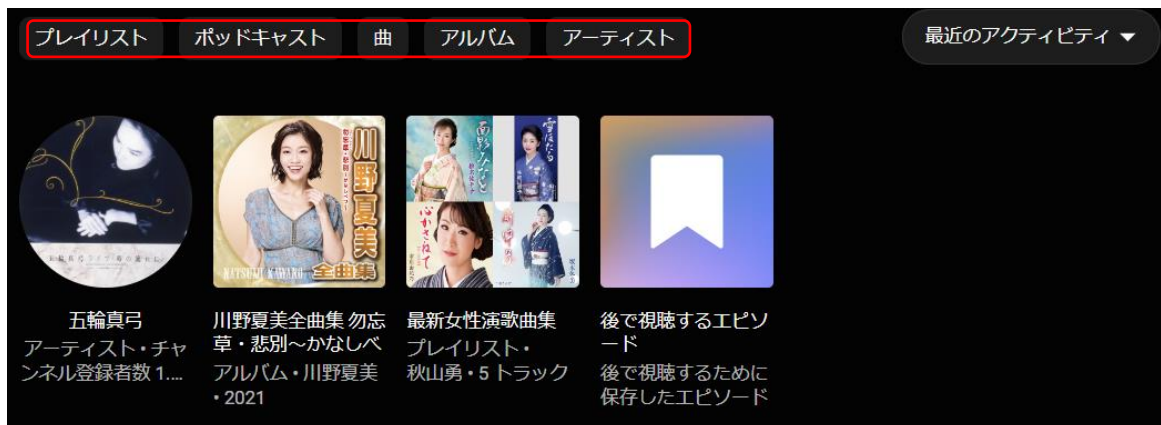 プレイリスト ポッドキャスト 曲 アルバム アーティスト 最近のアクティビティ
川野夏美
NATSUMI KAWANO 全曲集
心かさねて
五輪真弓
アーティスト・チャ
ンネル登録者数 1....
川野夏美全曲集 勿忘
草・悲別～かなしべ
アルバム・川野夏美
・2021
最新女性演歌曲集
プレイリスト・
秋山勇・5 トラック
後で視聴するエピソ
ード
後で視聴するために
保存したエピソード